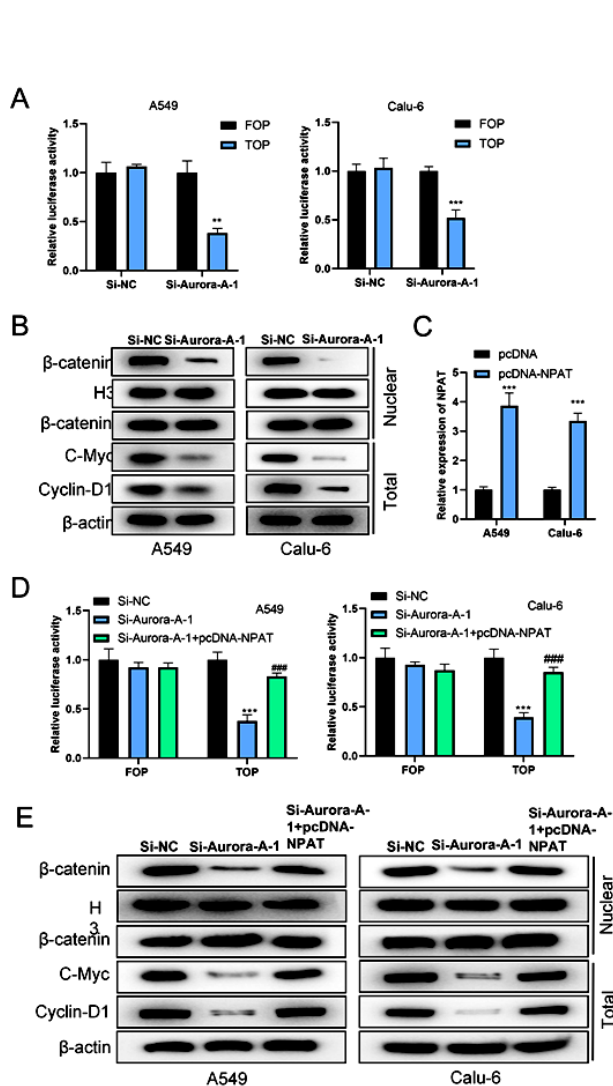 A
A549
Calu-6
FOP
TOP
FOP
TOP
Relative luciferase activity
1.5
1.0
0.5
0.0
**
Si-NC
Si-Aurora-A-1
Relative luciferase activity
1.5
1.0
0.5
0.0
***
Si-NC
Si-Aurora-A-1
B
Si-NC Si-Aurora-A-1
Si-NC Si-Aurora-A-1
β-catenin
H3
β-catenin
C-Myc
Cyclin-D1
β-actin
Nuclear
Total
A549
Calu-6
C
pcDNA
pcDNA-NPAT
Relative expression of NPAT
5
4
3
2
1
0
***
***
A549
Calu-6
D
Si-NC
Si-Aurora-A-1
Si-Aurora-A-1+pcDNA-NPAT
A549
Relative luciferase activity
1.5
1.0
0.5
0.0
***
###
FOP
TOP
Si-NC
Si-Aurora-A-1
Si-Aurora-A-1+pcDNA-NPAT
Calu-6
Relative luciferase activity
1.5
1.0
0.5
0.0
***
###
FOP
TOP
E
Si-NC Si-Aurora-A-1
Si-Aurora-A-
1+pcDNA-
NPAT
Si-NC Si-Aurora-A-1
Si-Aurora-A-
1+pcDNA-
NPAT
β-catenin
H
3
β-catenin
C-Myc
Cyclin-D1
β-actin
Nuclear
Total
A549
Calu-6